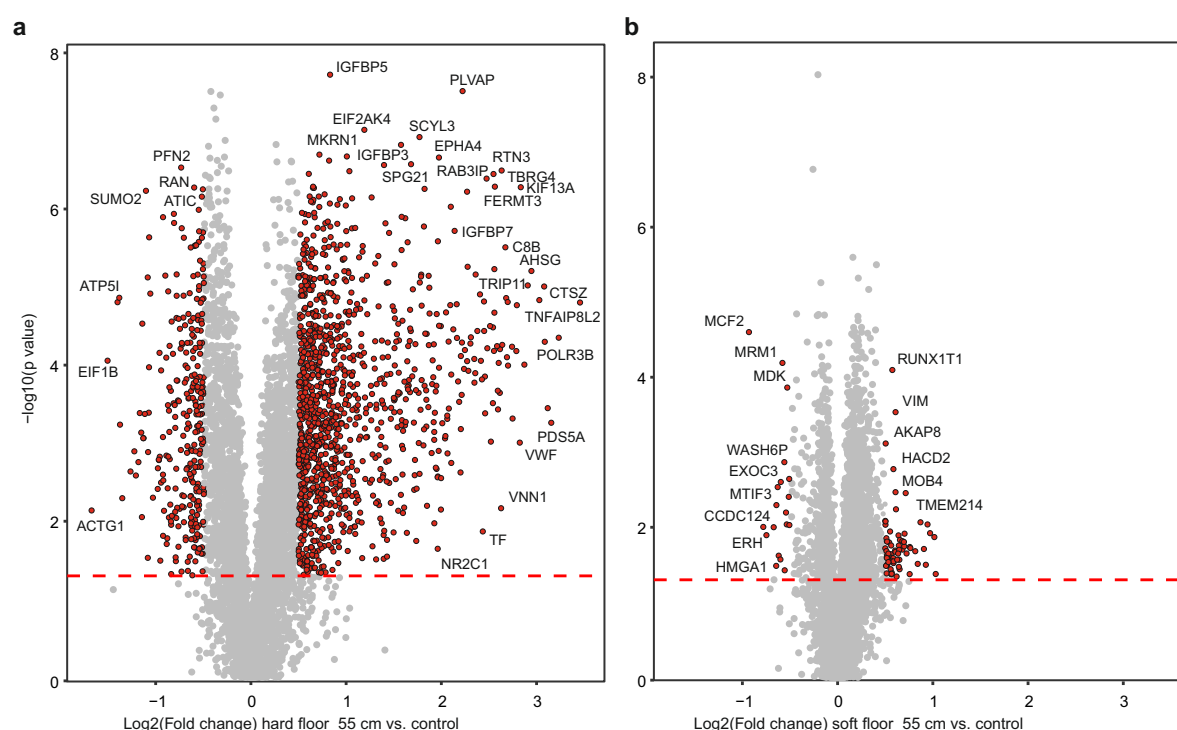 a
b
8
6
4
2
0
−log10(p value)
IGFBP5
PLVAP
EIF2AK4
SCYL3
MKRN1
EPHA4
IGFBP3
RTN3
PFN2
RAB3IP
SPG21
TBRG4
RAN
KIF13A
SUMO2
ATIC
FERMT3
IGFBP7
C8B
AHSG
ATP5I
TRIP11
CTSZ
TNFAIP8L2
POLR3B
EIF1B
PDS5A
VWF
VNN1
ACTG1
TF
NR2C1
−1
0
1
2
3
Log2(Fold change) hard floor 55 cm vs. control
8
6
4
2
0
MCF2
MRM1
RUNX1T1
MDK
VIM
AKAP8
WASH6P
HACD2
EXOC3
MOB4
MTIF3
TMEM214
CCDC124
ERH
HMGA1
−1
0
1
2
3
Log2(Fold change) soft floor 55 cm vs. control